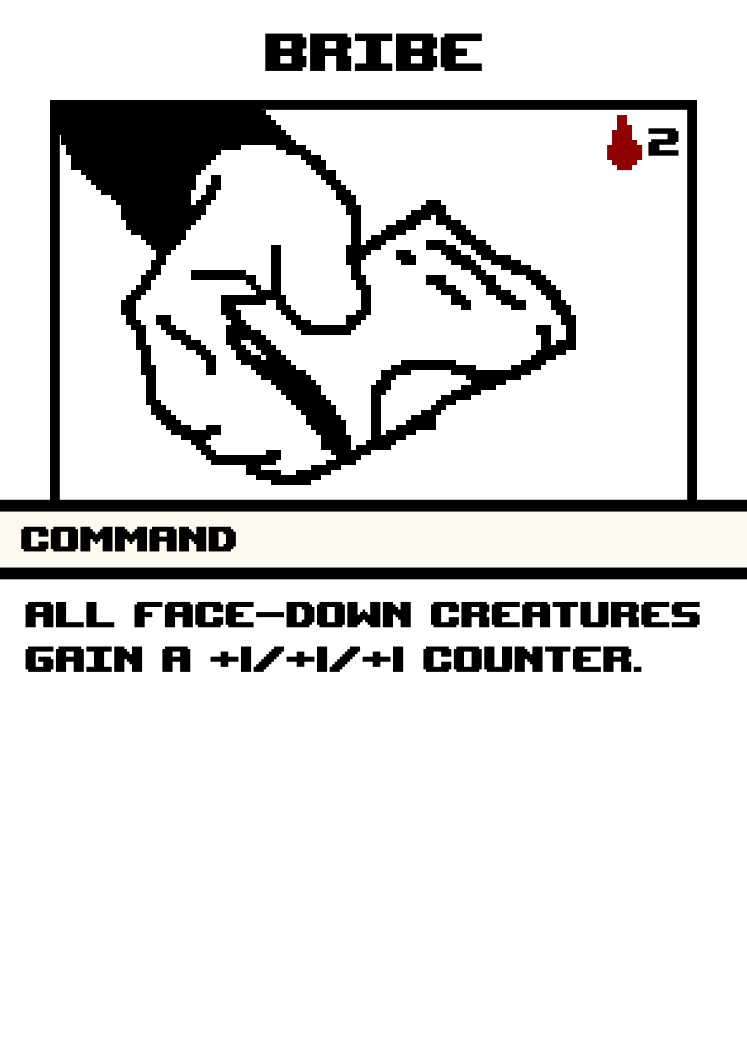 BRIBE
2
COMMAND
ALL FACE-DOWN CREATURES
GAIN A +1/+1/+1 COUNTER.